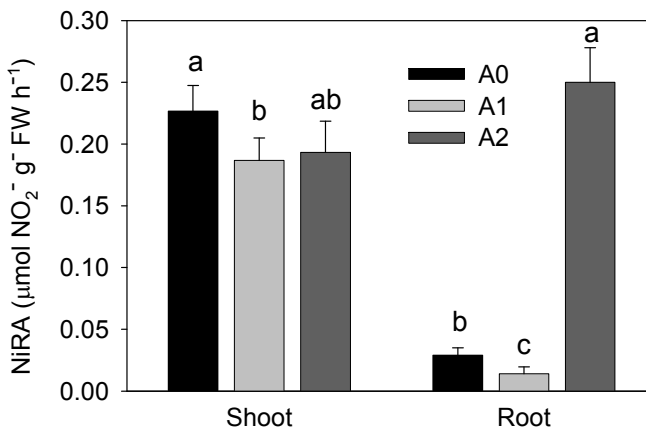 0.30
0.25
0.20
0.15
0.10
0.05
0.00
NiRA (μmol NO₂⁻ g⁻ FW h⁻¹)
a
b
ab
b
c
a
A0
A1
A2
Shoot
Root